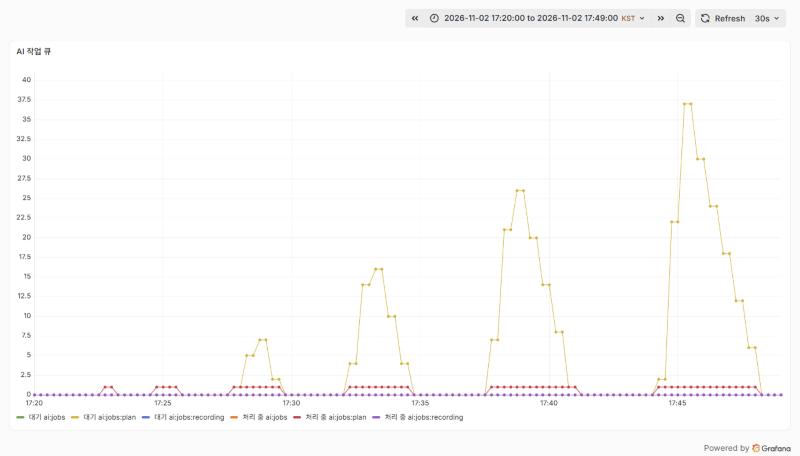 2026-11-02 17:20:00 to 2026-11-02 17:49:00 KST
Refresh 30s
AI 작업 큐
40
37.5
35
32.5
30
27.5
25
22.5
20
17.5
15
12.5
10
7.5
5
2.5
0
17:20 17:25 17:30 17:35 17:40 17:45
대기 ai:jobs 대기 ai:jobs:plan 대기 ai:jobs:recording 처리 중 ai:jobs 처리 중 ai:jobs:plan 처리 중 ai:jobs:recording
Powered by Grafana